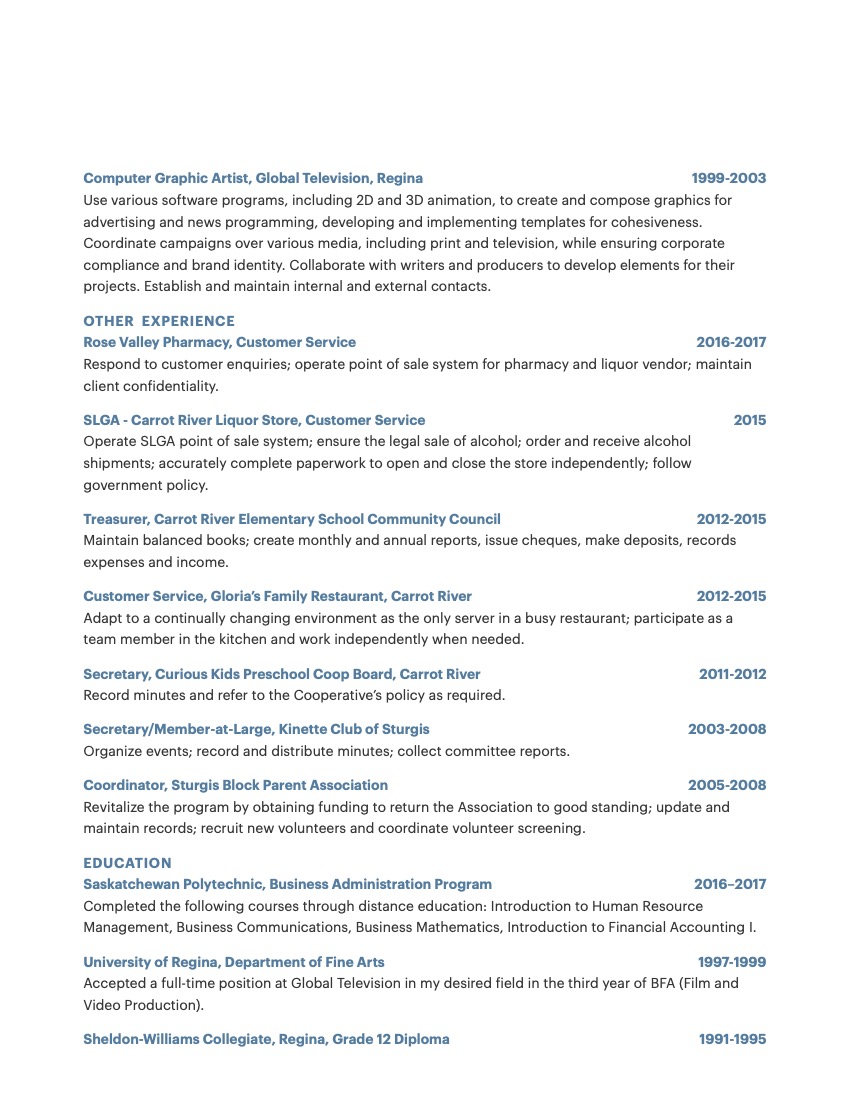 Computer Graphic Artist, Global Television, Regina 1999-2003
Use various software programs, including 2D and 3D animation, to create and compose graphics for
advertising and news programming, developing and implementing templates for cohesiveness.
Coordinate campaigns over various media, including print and television, while ensuring corporate
compliance and brand identity. Collaborate with writers and producers to develop elements for their
projects. Establish and maintain internal and external contacts.
OTHER EXPERIENCE
Rose Valley Pharmacy, Customer Service 2016-2017
Respond to customer enquiries; operate point of sale system for pharmacy and liquor vendor; maintain
client confidentiality.
SLGA - Carrot River Liquor Store, Customer Service 2015
Operate SLGA point of sale system; ensure the legal sale of alcohol; order and receive alcohol
shipments; accurately complete paperwork to open and close the store independently; follow
government policy.
Treasurer, Carrot River Elementary School Community Council 2012-2015
Maintain balanced books; create monthly and annual reports, issue cheques, make deposits, records
expenses and income.
Customer Service, Gloria’s Family Restaurant, Carrot River 2012-2015
Adapt to a continually changing environment as the only server in a busy restaurant; participate as a
team member in the kitchen and work independently when needed.
Secretary, Curious Kids Preschool Coop Board, Carrot River 2011-2012
Record minutes and refer to the Cooperative’s policy as required.
Secretary/Member-at-Large, Kinette Club of Sturgis 2003-2008
Organize events; record and distribute minutes; collect committee reports.
Coordinator, Sturgis Block Parent Association 2005-2008
Revitalize the program by obtaining funding to return the Association to good standing; update and
maintain records; recruit new volunteers and coordinate volunteer screening.
EDUCATION
Saskatchewan Polytechnic, Business Administration Program 2016–2017
Completed the following courses through distance education: Introduction to Human Resource
Management, Business Communications, Business Mathematics, Introduction to Financial Accounting I.
University of Regina, Department of Fine Arts 1997-1999
Accepted a full-time position at Global Television in my desired field in the third year of BFA (Film and
Video Production).
Sheldon-Williams Collegiate, Regina, Grade 12 Diploma 1991-1995